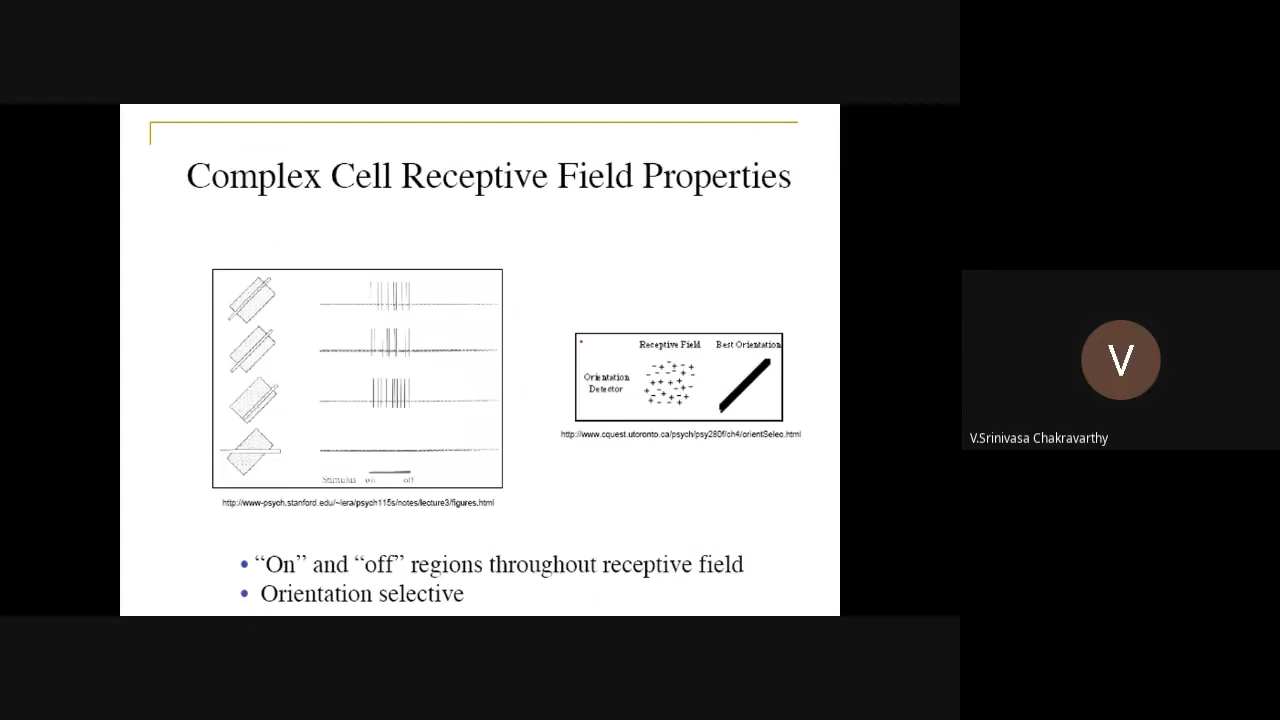 Complex Cell Receptive Field Properties
Stimulus on off
http://www-psych.stanford.edu/~lera/psych115s/notes/lecture3/figures.html
Receptive Field Best Orientation
Orientation
Detector
http://www.cquest.utoronto.ca/psych/psy280f/ch4/orientSelec.html
• “On” and “off” regions throughout receptive field
• Orientation selective
V
V.Srinivasa Chakravarthy